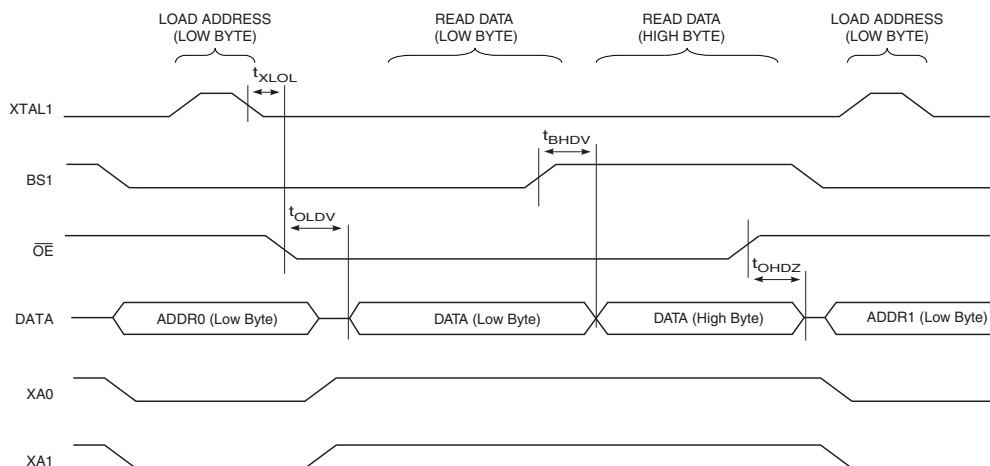 LOAD ADDRESS
(LOW BYTE)
READ DATA
(LOW BYTE)
READ DATA
(HIGH BYTE)
LOAD ADDRESS
(LOW BYTE)
tXLOL
XTAL1
tBHDV
BS1
tOLDV
OE
tOHDZ
DATA
ADDR0 (Low Byte)
DATA (Low Byte)
DATA (High Byte)
ADDR1 (Low Byte)
XA0
XA1